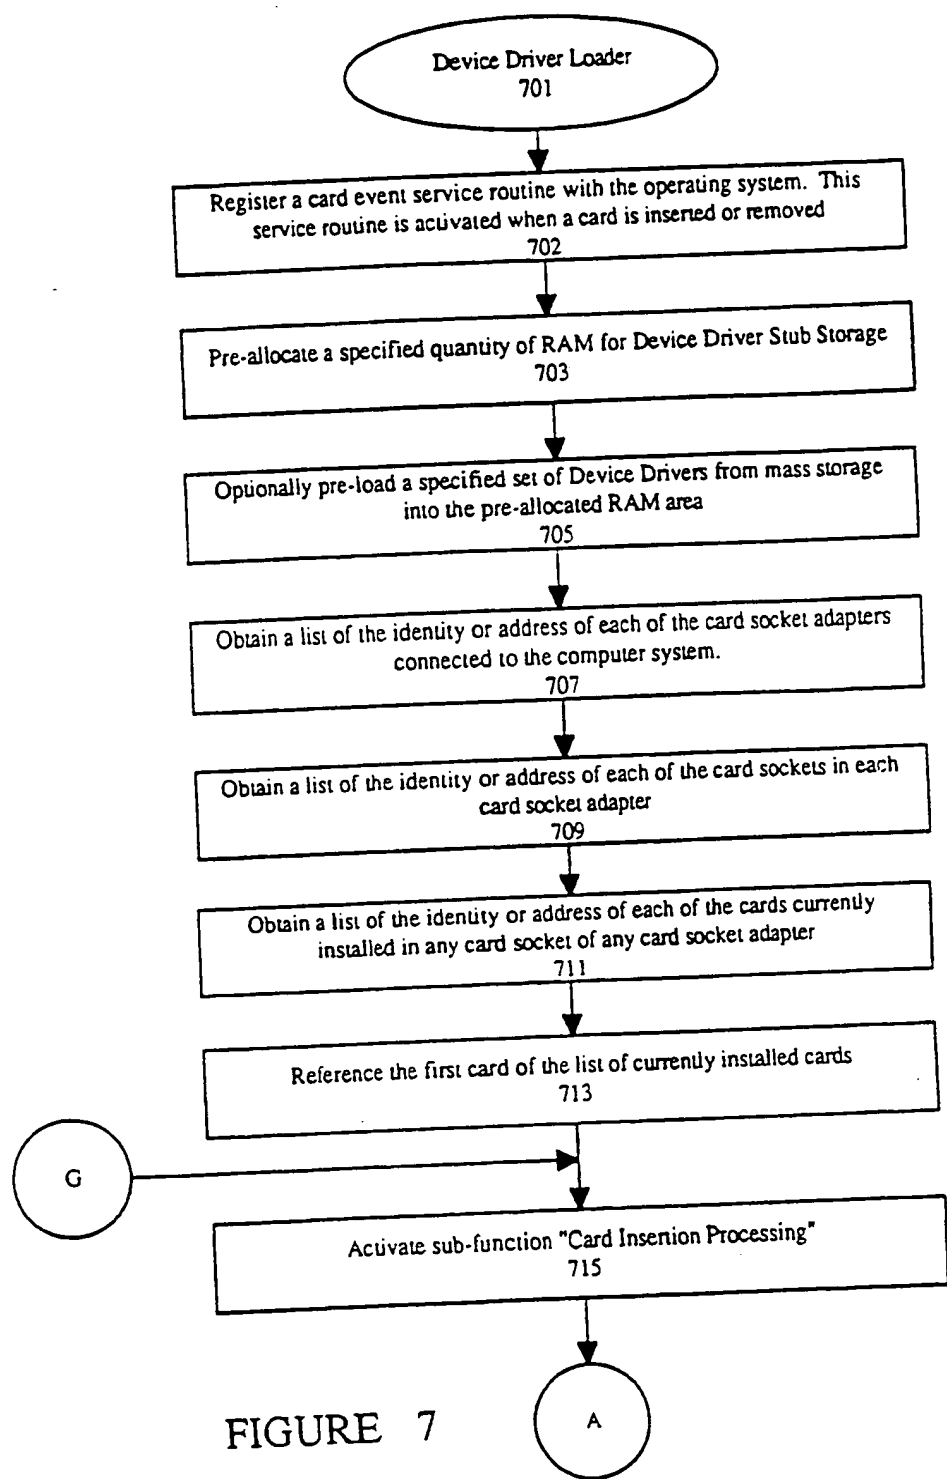 Device Driver Loader
701
Register a card event service routine with the operating system. This
service routine is activated when a card is inserted or removed
702
Pre-allocate a specified quantity of RAM for Device Driver Stub Storage
703
Optionally pre-load a specified set of Device Drivers from mass storage
into the pre-allocated RAM area
705
Obtain a list of the identity or address of each of the card socket adapters
connected to the computer system.
707
Obtain a list of the identity or address of each of the card sockets in each
card socket adapter
709
Obtain a list of the identity or address of each of the cards currently
installed in any card socket of any card socket adapter
711
Reference the first card of the list of currently installed cards
713
G
Activate sub-function "Card Insertion Processing"
715
A
FIGURE 7